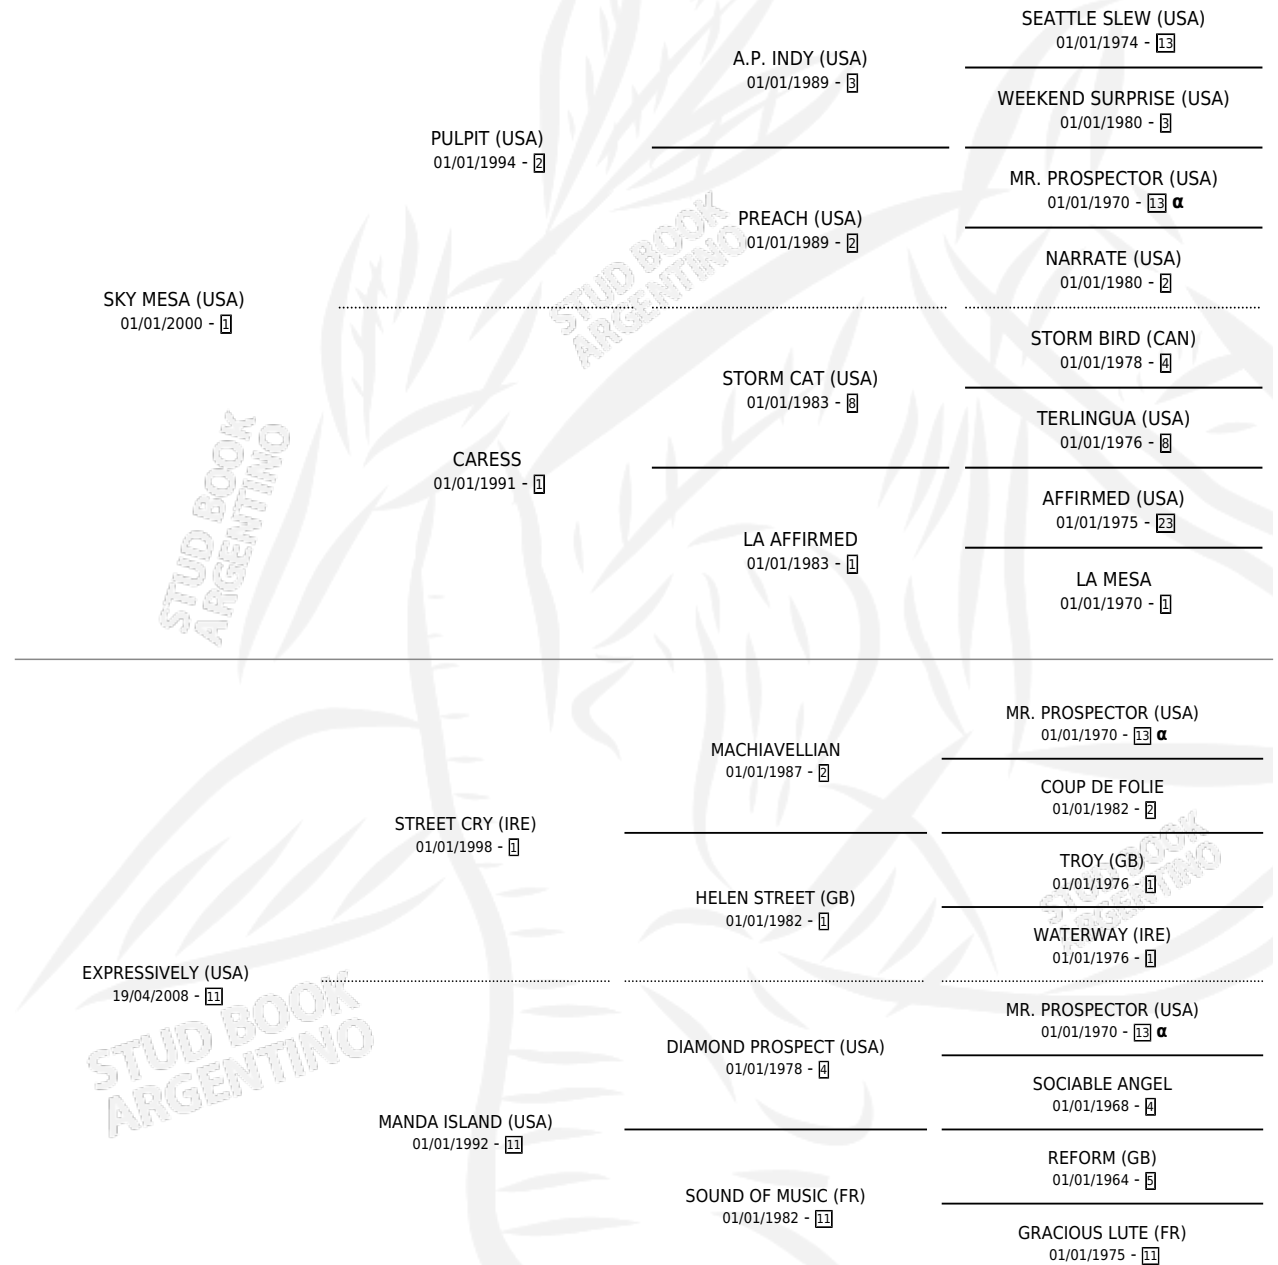 SEATTLE SLEW (USA)
01/01/1974 - 13
A.P. INDY (USA)
01/01/1989 - 3
WEEKEND SURPRISE (USA)
01/01/1980 - 3
PULPIT (USA)
01/01/1994 - 2
MR. PROSPECTOR (USA)
01/01/1970 - 13 α
PREACH (USA)
01/01/1989 - 2
NARRATE (USA)
01/01/1980 - 2
STUD BOOK
ARGENTINO
SKY MESA (USA)
01/01/2000 - 1
STORM BIRD (CAN)
01/01/1978 - 4
STORM CAT (USA)
01/01/1983 - 8
TERLINGUA (USA)
01/01/1976 - 8
CARESS
01/01/1991 - 1
AFFIRMED (USA)
01/01/1975 - 23
LA AFFIRMED
01/01/1983 - 1
LA MESA
01/01/1970 - 1
STUD BOOK
ARGENTINO
MR. PROSPECTOR (USA)
01/01/1970 - 13 α
MACHIAVELLIAN
01/01/1987 - 2
COUP DE FOLIE
01/01/1982 - 2
STREET CRY (IRE)
01/01/1998 - 1
TROY (GB)
01/01/1976 - 1
HELEN STREET (GB)
01/01/1982 - 1
WATERWAY (IRE)
01/01/1976 - 1
STUD BOOK
ARGENTINO
EXPRESSIVELY (USA)
19/04/2008 - 11
MR. PROSPECTOR (USA)
01/01/1970 - 13 α
DIAMOND PROSPECT (USA)
01/01/1978 - 4
SOCIABLE ANGEL
01/01/1968 - 4
STUD BOOK
ARGENTINO
MANDA ISLAND (USA)
01/01/1992 - 11
REFORM (GB)
01/01/1964 - 5
SOUND OF MUSIC (FR)
01/01/1982 - 11
GRACIOUS LUTE (FR)
01/01/1975 - 11